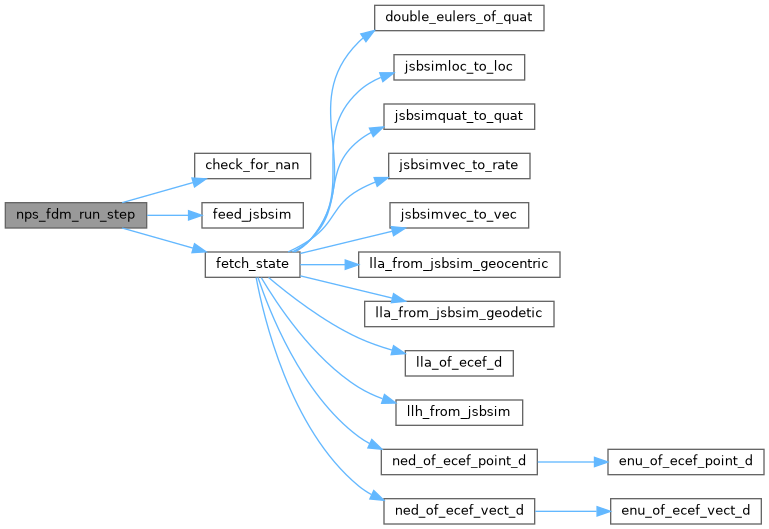 double_eulers_of_quat
jsbsimloc_to_loc
jsbsimquat_to_quat
check_for_nan
jsbsimvec_to_rate
nps_fdm_run_step
feed_jsbsim
jsbsimvec_to_vec
fetch_state
lla_from_jsbsim_geocentric
lla_from_jsbsim_geodetic
lla_of_ecef_d
llh_from_jsbsim
ned_of_ecef_point_d
enu_of_ecef_point_d
ned_of_ecef_vect_d
enu_of_ecef_vect_d